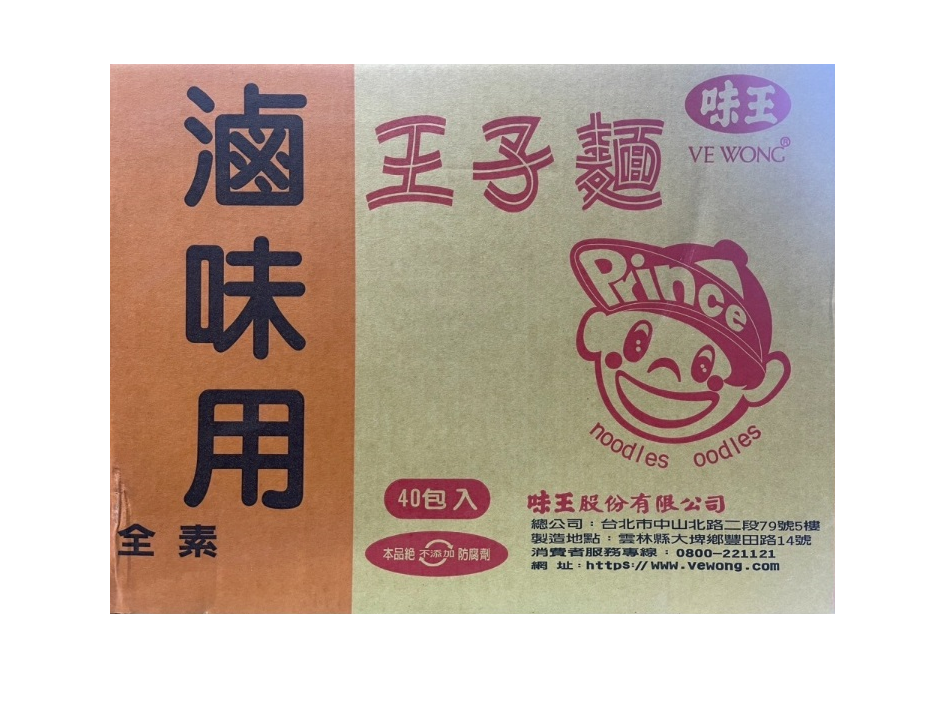 滷
味
用
全素
王子麵
味王
VE WONG®
Prince
noodles oodles
40包入
本品絕不添加防腐劑
味王股份有限公司
總公司：台北市中山北路二段79號5樓
製造地點：雲林縣大埤鄉豐田路14號
消費者服務專線：0800-221121
網 址：https://www.vewong.com